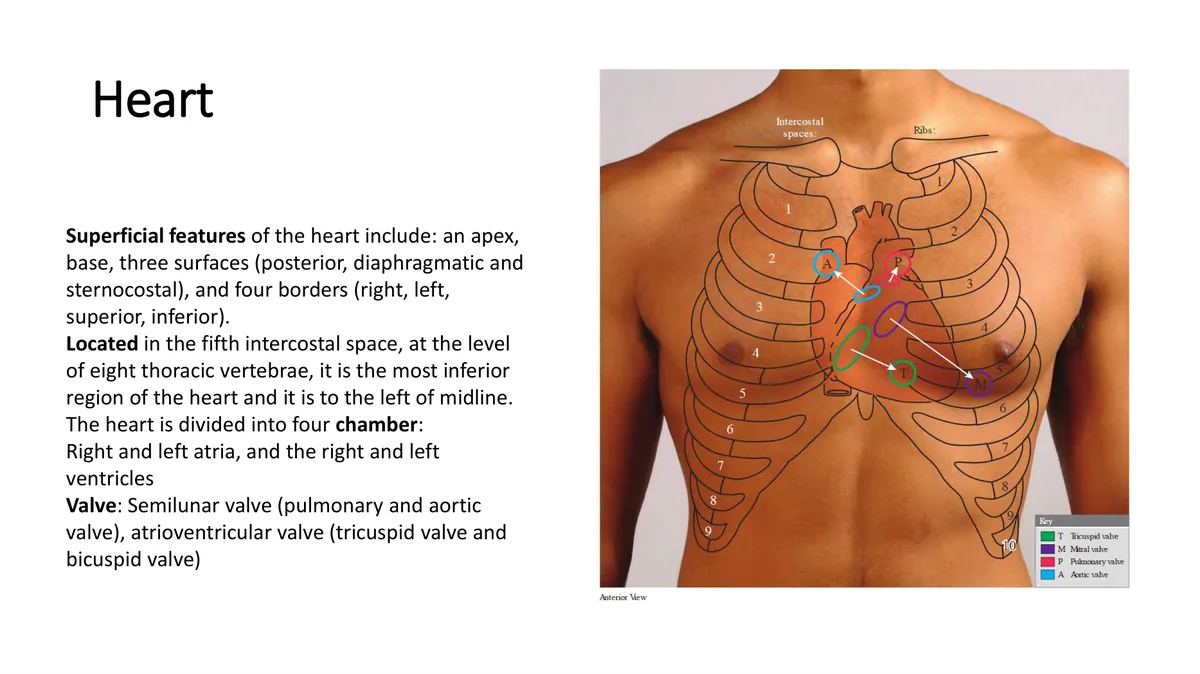 Heart
Superficial features of the heart include: an apex,
base, three surfaces (posterior, diaphragmatic and
sternocostal), and four borders (right, left,
superior, inferior).
Located in the fifth intercostal space, at the level
of eight thoracic vertebrae, it is the most inferior
region of the heart and it is to the left of midline.
The heart is divided into four chamber:
Right and left atria, and the right and left
ventricles
Valve: Semilunar valve (pulmonary and aortic
valve), atrioventricular valve (tricuspid valve and
bicuspid valve)
Intercostal
spaces:
Ribs:
1
1
2
2
A
P
3
3
4
4
T
5
M
5
6
6
7
7
8
8
9
9
10
Key
T Tricuspid valve
M Mitral valve
P Pulmonary valve
A Aortic valve
Anterior View